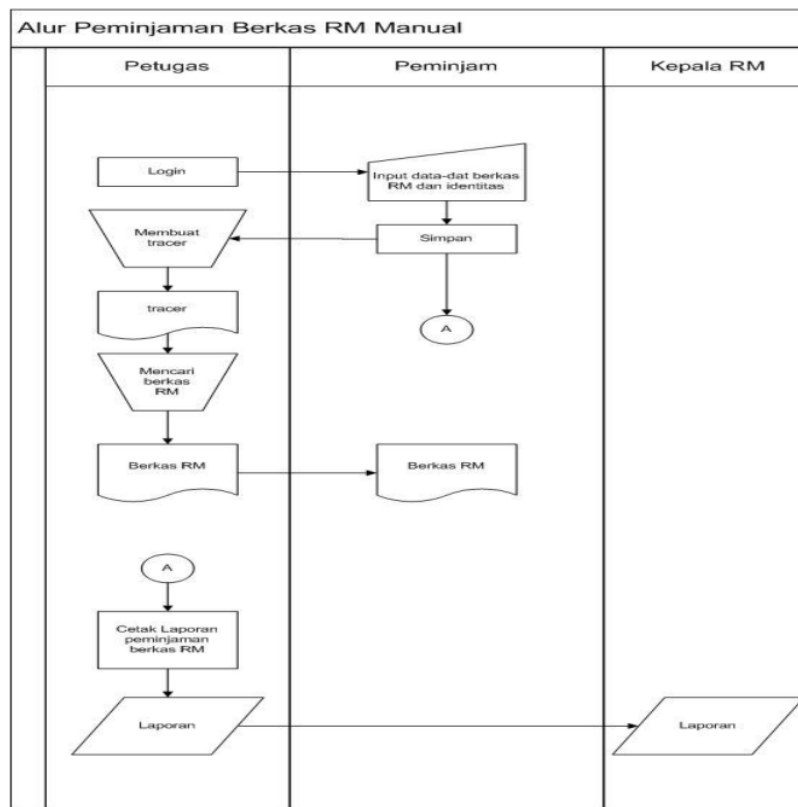 Alur Peminjaman Berkas RM Manual
Petugas
Peminjam
Kepala RM
Login
Input data-dat berkas
RM dan identitas
Membuat
tracer
Simpan
tracer
A
Mencari
berkas
RM
Berkas RM
Berkas RM
A
Cetak Laporan
peminjaman
berkas RM
Laporan
Laporan